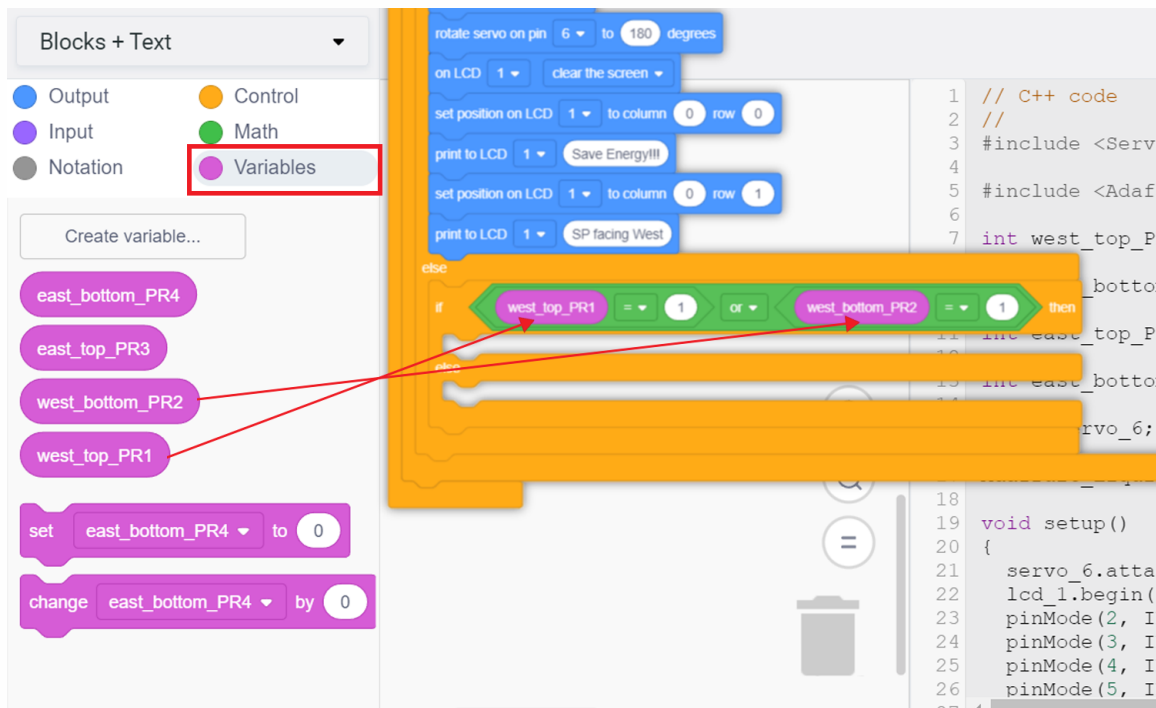 Blocks + Text
Output
Control
Input
Math
Notation
Variables
Create variable...
east_bottom_PR4
east_top_PR3
west_bottom_PR2
west_top_PR1
set east_bottom_PR4 to 0
change east_bottom_PR4 by 0
rotate servo on pin 6 to 180 degrees
on LCD 1 clear the screen
set position on LCD 1 to column 0 row 0
print to LCD 1 Save Energy!!!
set position on LCD 1 to column 0 row 1
print to LCD 1 SP facing West
else
if west_top_PR1 = 1 or west_bottom_PR2 = 1 then
else
1 // C++ code
2 //
3 #include <Serv
4
5 #include <Adaf
6
7 int west_top_P
_botto
11 int east_top_P
13 int east_botto
rvo_6;
18
19 void setup()
20 {
21 servo_6.atta
22 lcd_1.begin(
23 pinMode(2, I
24 pinMode(3, I
25 pinMode(4, I
26 pinMode(5, I